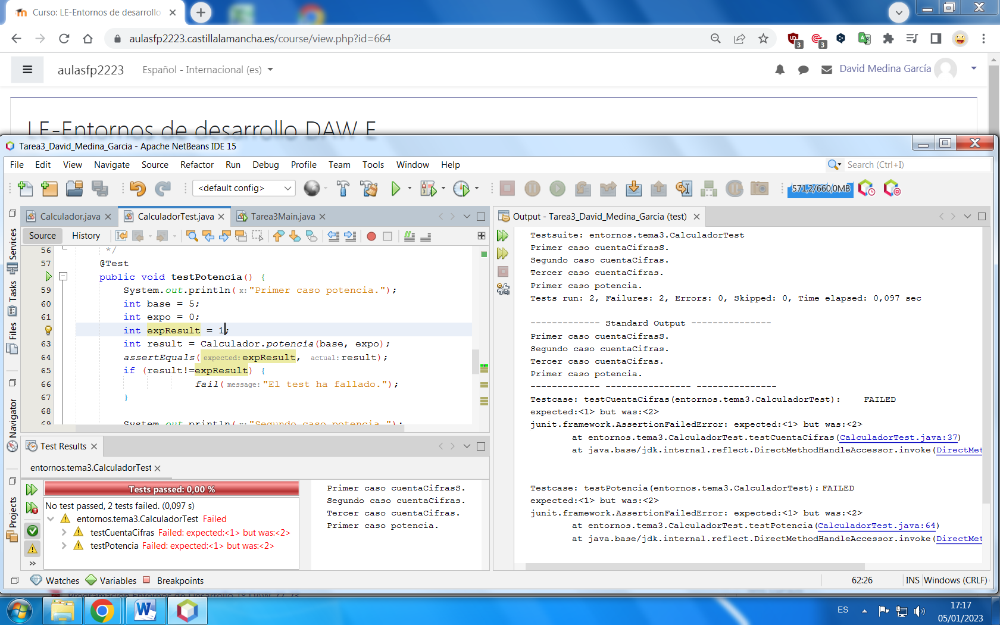 Curso: LE-Entornos de desarrollo
aulasfp2223.castillalamancha.es/course/view.php?id=664
3
3
aulasfp2223
Español - Internacional (es)
David Medina García
LE-Entornos de desarrollo DAW E
Tarea3_David_Medina_Garcia - Apache NetBeans IDE 15
File Edit View Navigate Source Refactor Run Debug Profile Team Tools Window Help
Search (Ctrl+I)
<default config>
571,2/660,0MB
Calculador.java
CalculadorTest.java
Tarea3Main.java
Source History
Services
Tasks
Files
Navigator
Projects
56 */
57 @Test
public void testPotencia() {
59 System.out.println(x:"Primer caso potencia.");
60 int base = 5;
61 int expo = 0;
int expResult = 1;
63 int result = Calculador.potencia(base, expo);
64 assertEquals(expected:expResult, actual:result);
65 if (result!=expResult) {
66 fail(message:"El test ha fallado.");
67 }
68
69 System.out.println(x:"Segundo caso potencia.");
Test Results
entornos.tema3.CalculadorTest
Tests passed: 0,00 %
No test passed, 2 tests failed. (0,097 s)
entornos.tema3.CalculadorTest Failed
testCuentaCifras Failed: expected:<1> but was:<2>
testPotencia Failed: expected:<1> but was:<2>
Primer caso cuentaCifrasS.
Segundo caso cuentaCifras.
Tercer caso cuentaCifras.
Primer caso potencia.
Output - Tarea3_David_Medina_Garcia (test)
Testsuite: entornos.tema3.CalculadorTest
Primer caso cuentaCifrasS.
Segundo caso cuentaCifras.
Tercer caso cuentaCifras.
Primer caso potencia.
Tests run: 2, Failures: 2, Errors: 0, Skipped: 0, Time elapsed: 0,097 sec
------------- Standard Output ---------------
Primer caso cuentaCifrasS.
Segundo caso cuentaCifras.
Tercer caso cuentaCifras.
Primer caso potencia.
------------- ---------------- ---------------
Testcase: testCuentaCifras(entornos.tema3.CalculadorTest): FAILED
expected:<1> but was:<2>
junit.framework.AssertionFailedError: expected:<1> but was:<2>
at entornos.tema3.CalculadorTest.testCuentaCifras(CalculadorTest.java:37)
at java.base/jdk.internal.reflect.DirectMethodHandleAccessor.invoke(DirectMet
Testcase: testPotencia(entornos.tema3.CalculadorTest): FAILED
expected:<1> but was:<2>
junit.framework.AssertionFailedError: expected:<1> but was:<2>
at entornos.tema3.CalculadorTest.testPotencia(CalculadorTest.java:64)
at java.base/jdk.internal.reflect.DirectMethodHandleAccessor.invoke(DirectMet
Watches Variables Breakpoints
62:26
INS
Windows (CRLF)
ES
17:17
05/01/2023